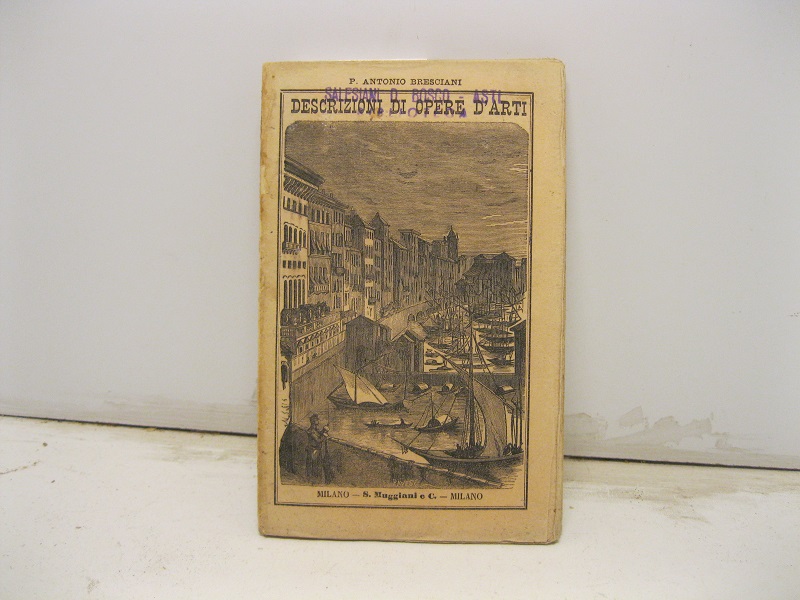 P. ANTONIO BRESCIANI
SALESIANI D. BOSCO - ASTI
DESCRIZIONI DI OPERE D'ARTI
MILANO — S. Muggiani e C. — MILANO